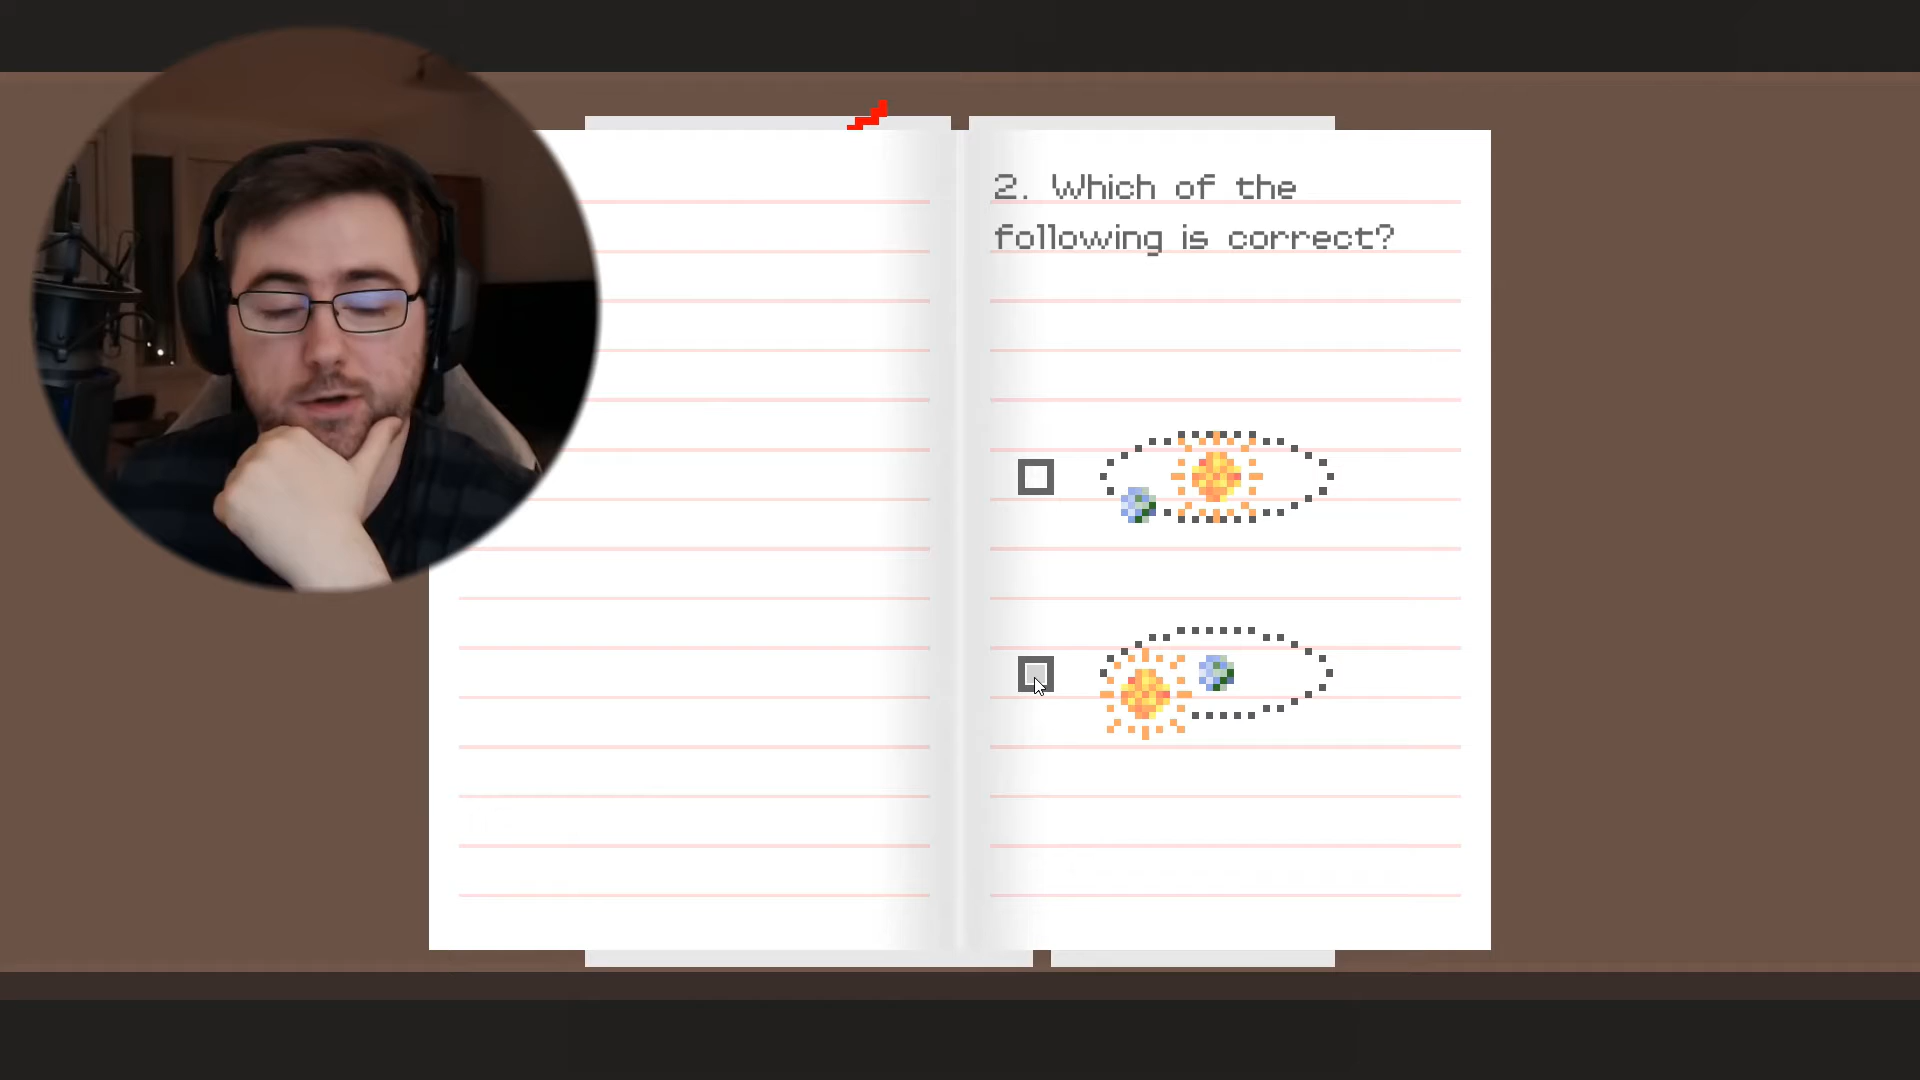 2. Which of the
following is correct?